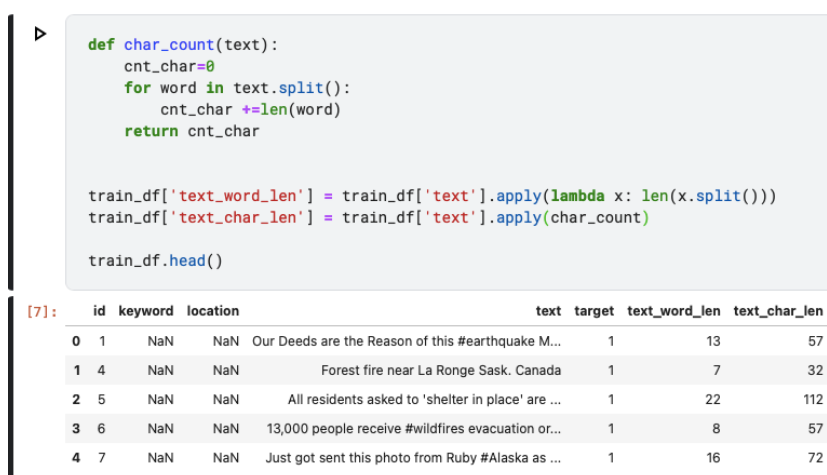 def char_count(text):
    cnt_char=0
    for word in text.split():
        cnt_char +=len(word)
    return cnt_char
train_df['text_word_len'] = train_df['text'].apply(lambda x: len(x.split()))
train_df['text_char_len'] = train_df['text'].apply(char_count)
train_df.head()
[7]: id keyword location text target text_word_len text_char_len
0 1 NaN NaN Our Deeds are the Reason of this #earthquake M... 1 13 57
1 4 NaN NaN Forest fire near La Ronge Sask. Canada 1 7 32
2 5 NaN NaN All residents asked to 'shelter in place' are ... 1 22 112
3 6 NaN NaN 13,000 people receive #wildfires evacuation or... 1 8 57
4 7 NaN NaN Just got sent this photo from Ruby #Alaska as ... 1 16 72